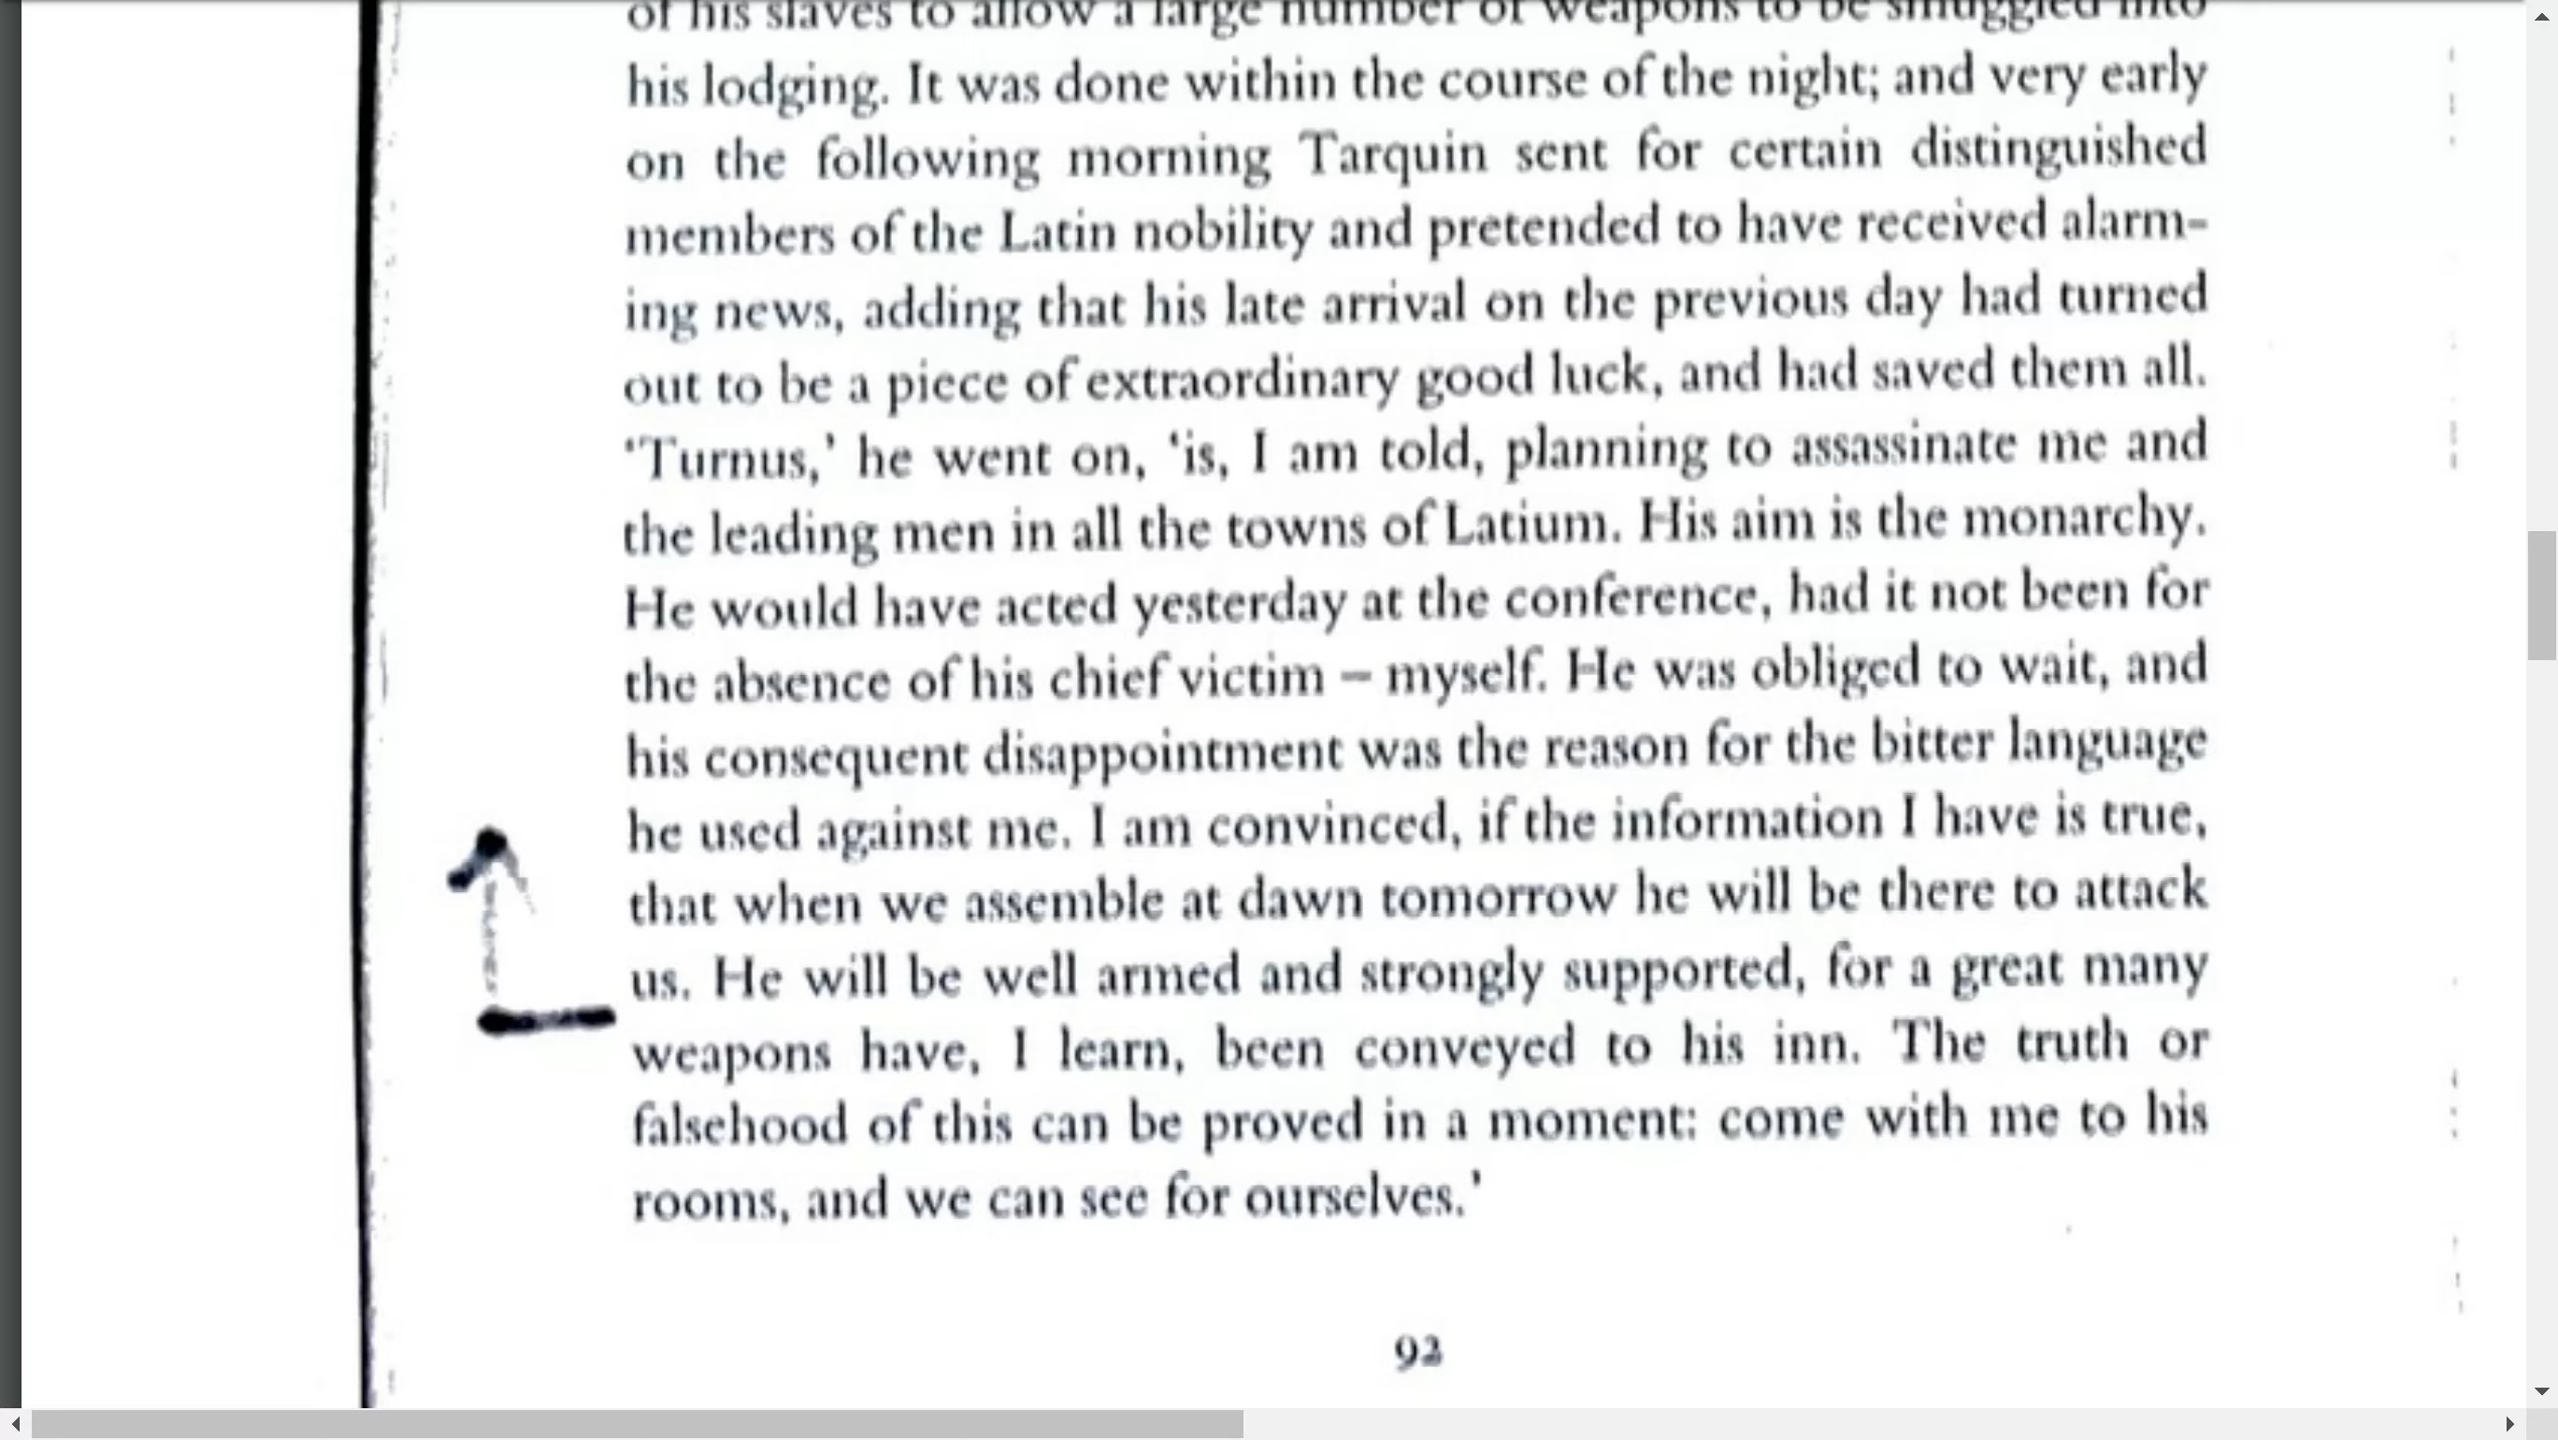 of his slaves to allow a large number of weapons to be smuggled into
his lodging. It was done within the course of the night; and very early
on the following morning Tarquin sent for certain distinguished
members of the Latin nobility and pretended to have received alarm-
ing news, adding that his late arrival on the previous day had turned
out to be a piece of extraordinary good luck, and had saved them all.
‘Turnus,’ he went on, ‘is, I am told, planning to assassinate me and
the leading men in all the towns of Latium. His aim is the monarchy.
He would have acted yesterday at the conference, had it not been for
the absence of his chief victim – myself. He was obliged to wait, and
his consequent disappointment was the reason for the bitter language
he used against me. I am convinced, if the information I have is true,
that when we assemble at dawn tomorrow he will be there to attack
us. He will be well armed and strongly supported, for a great many
weapons have, I learn, been conveyed to his inn. The truth or
falsehood of this can be proved in a moment: come with me to his
rooms, and we can see for ourselves.’
92